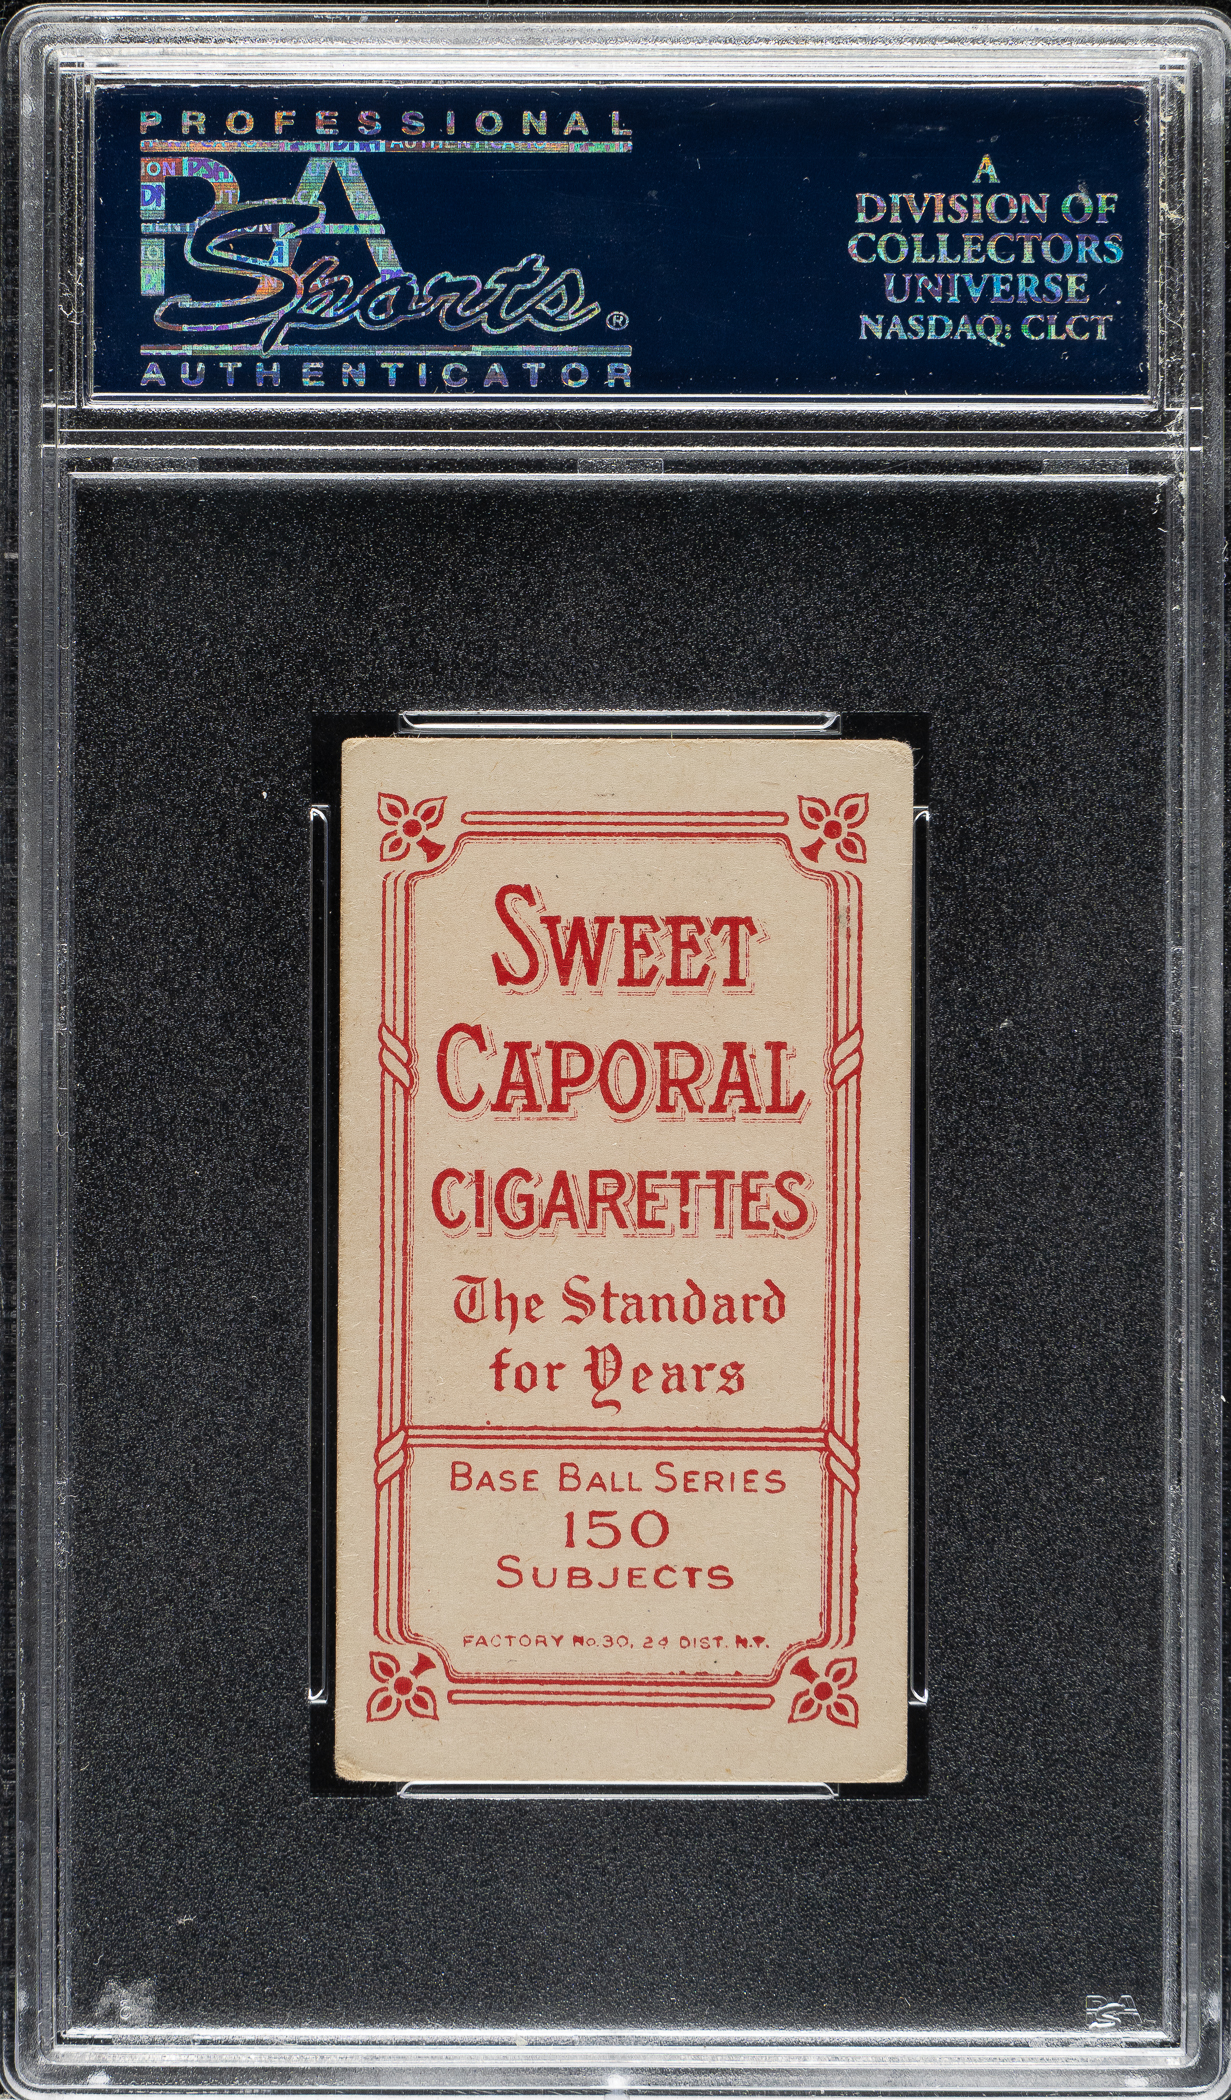 PROFESSIONAL
PSA
Sports®
AUTHENTICATOR
A
DIVISION OF
COLLECTORS
UNIVERSE
NASDAQ: CLCT
SWEET
CAPORAL
CIGARETTES
The Standard
for Years
BASE BALL SERIES
150
SUBJECTS
FACTORY No. 30, 2d DIST. N.Y.
PSA